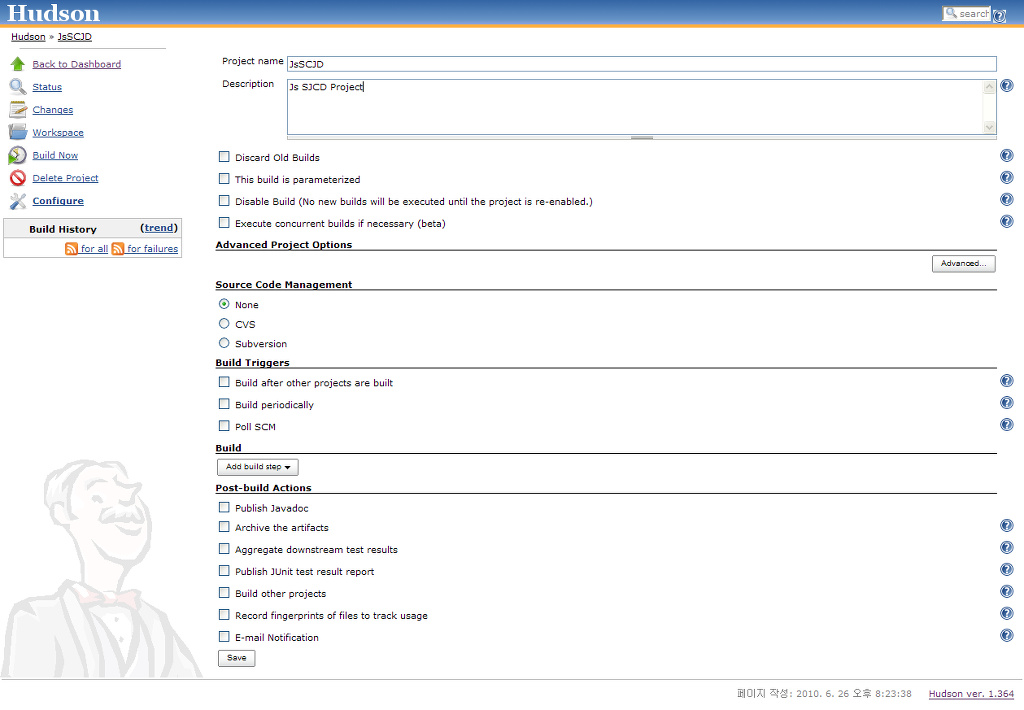 Hudson
search
Hudson » JsSCJD
Back to Dashboard
Status
Changes
Workspace
Build Now
Delete Project
Configure
Build History (trend)
for all for failures
Project name JsSCJD
Description Js SJCD Project
Discard Old Builds
This build is parameterized
Disable Build (No new builds will be executed until the project is re-enabled.)
Execute concurrent builds if necessary (beta)
Advanced Project Options
Advanced...
Source Code Management
None
CVS
Subversion
Build Triggers
Build after other projects are built
Build periodically
Poll SCM
Build
Add build step
Post-build Actions
Publish Javadoc
Archive the artifacts
Aggregate downstream test results
Publish JUnit test result report
Build other projects
Record fingerprints of files to track usage
E-mail Notification
Save
페이지 작성: 2010. 6. 26 오후 8:23:38 Hudson ver. 1.364